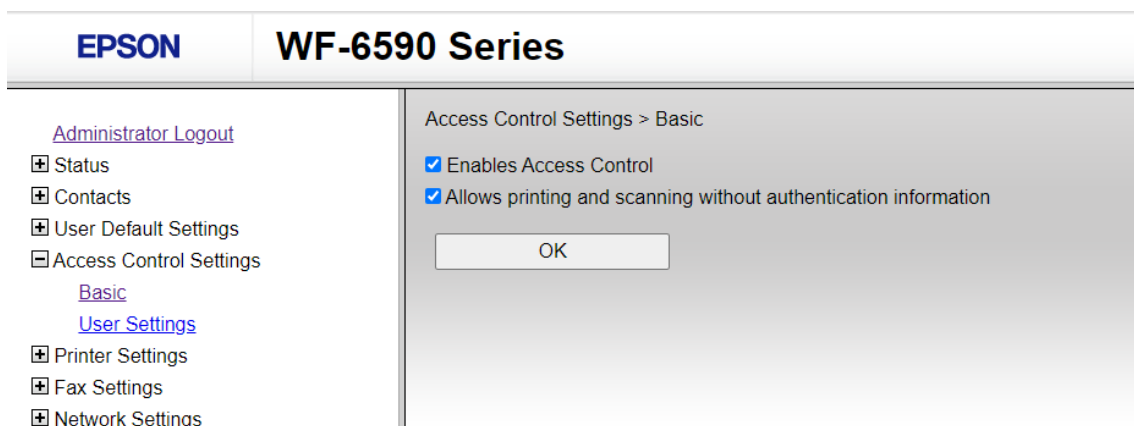 EPSON
WF-6590 Series
Administrator Logout
Status
Contacts
User Default Settings
Access Control Settings
Basic
User Settings
Printer Settings
Fax Settings
Network Settings
Access Control Settings > Basic
Enables Access Control
Allows printing and scanning without authentication information
OK